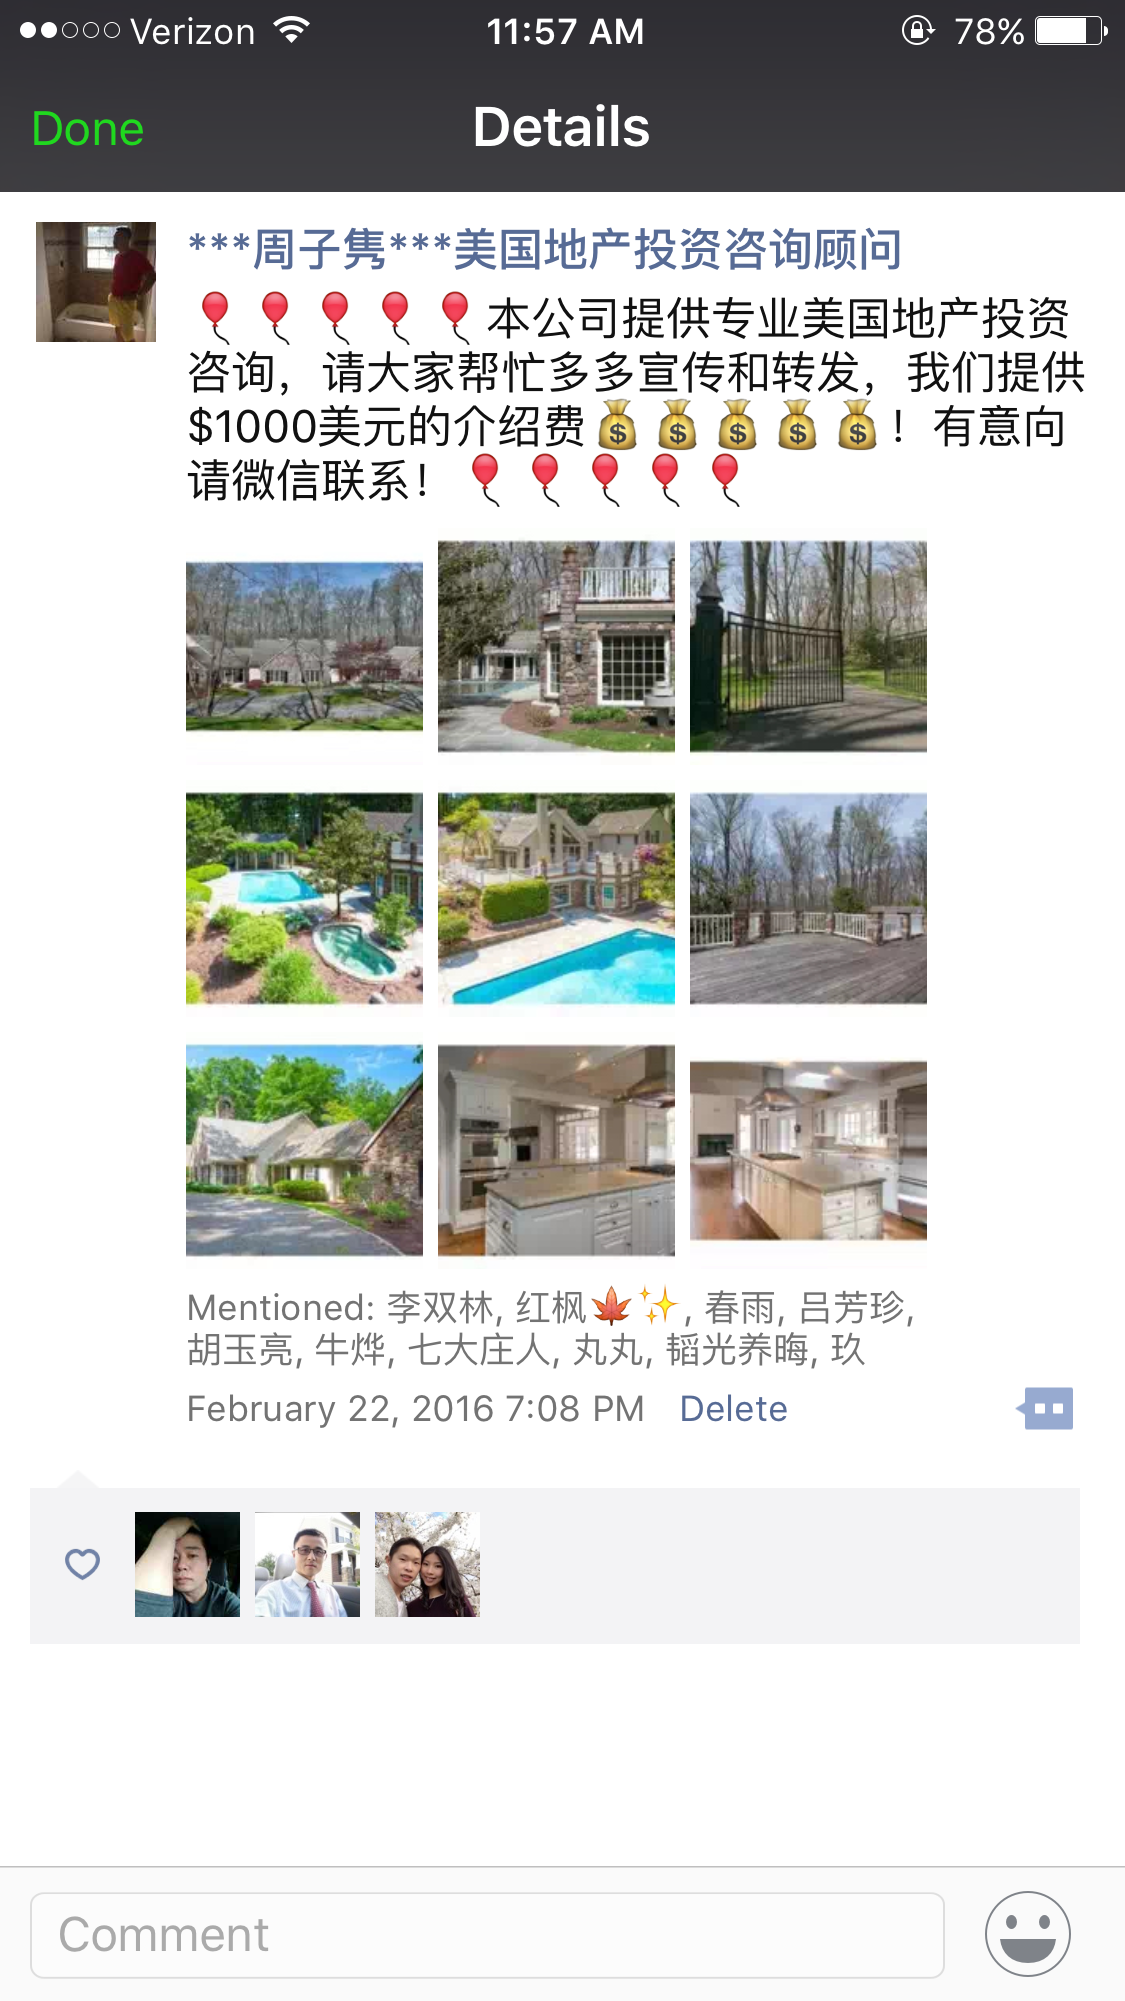 Verizon 11:57 AM 78%
Done Details
***周子隽***美国地产投资咨询顾问
🎈🎈🎈🎈🎈本公司提供专业美国地产投资
咨询，请大家帮忙多多宣传和转发，我们提供
$1000美元的介绍费💰💰💰💰💰！有意向
请微信联系！🎈🎈🎈🎈🎈
Mentioned: 李双林, 红枫🍁✨, 春雨, 吕芳珍,
胡玉亮, 牛烨, 七大庄人, 丸丸, 韬光养晦, 玖
February 22, 2016 7:08 PM Delete
Comment